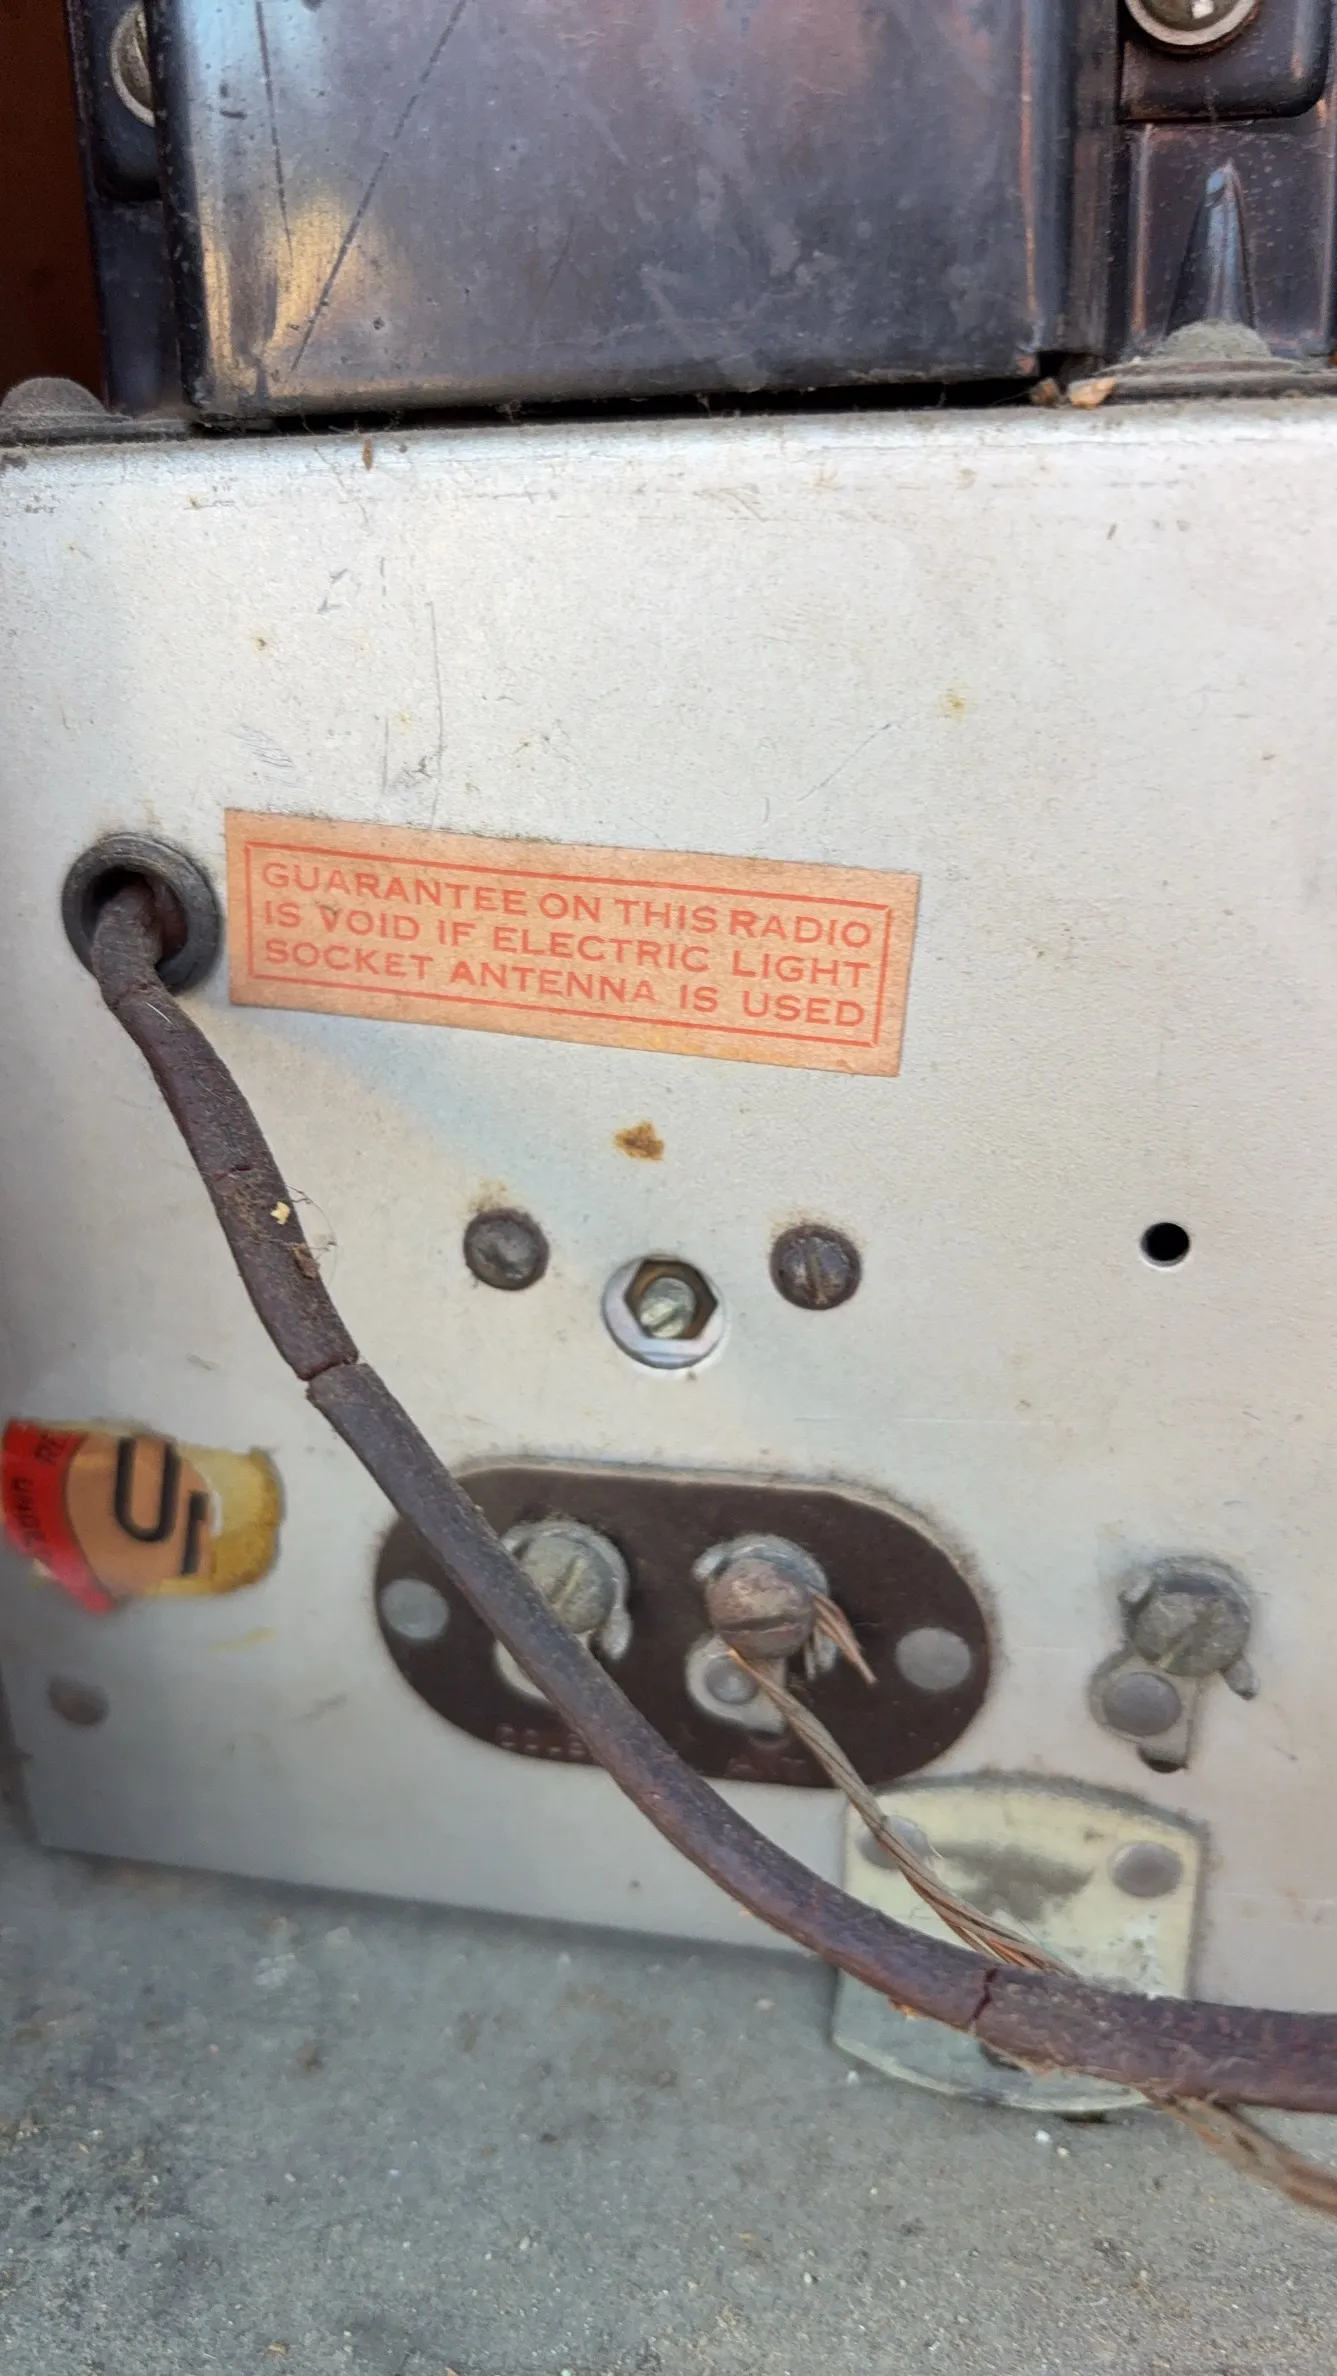 GUARANTEE ON THIS RADIO
IS VOID IF ELECTRIC LIGHT
SOCKET ANTENNA IS USED